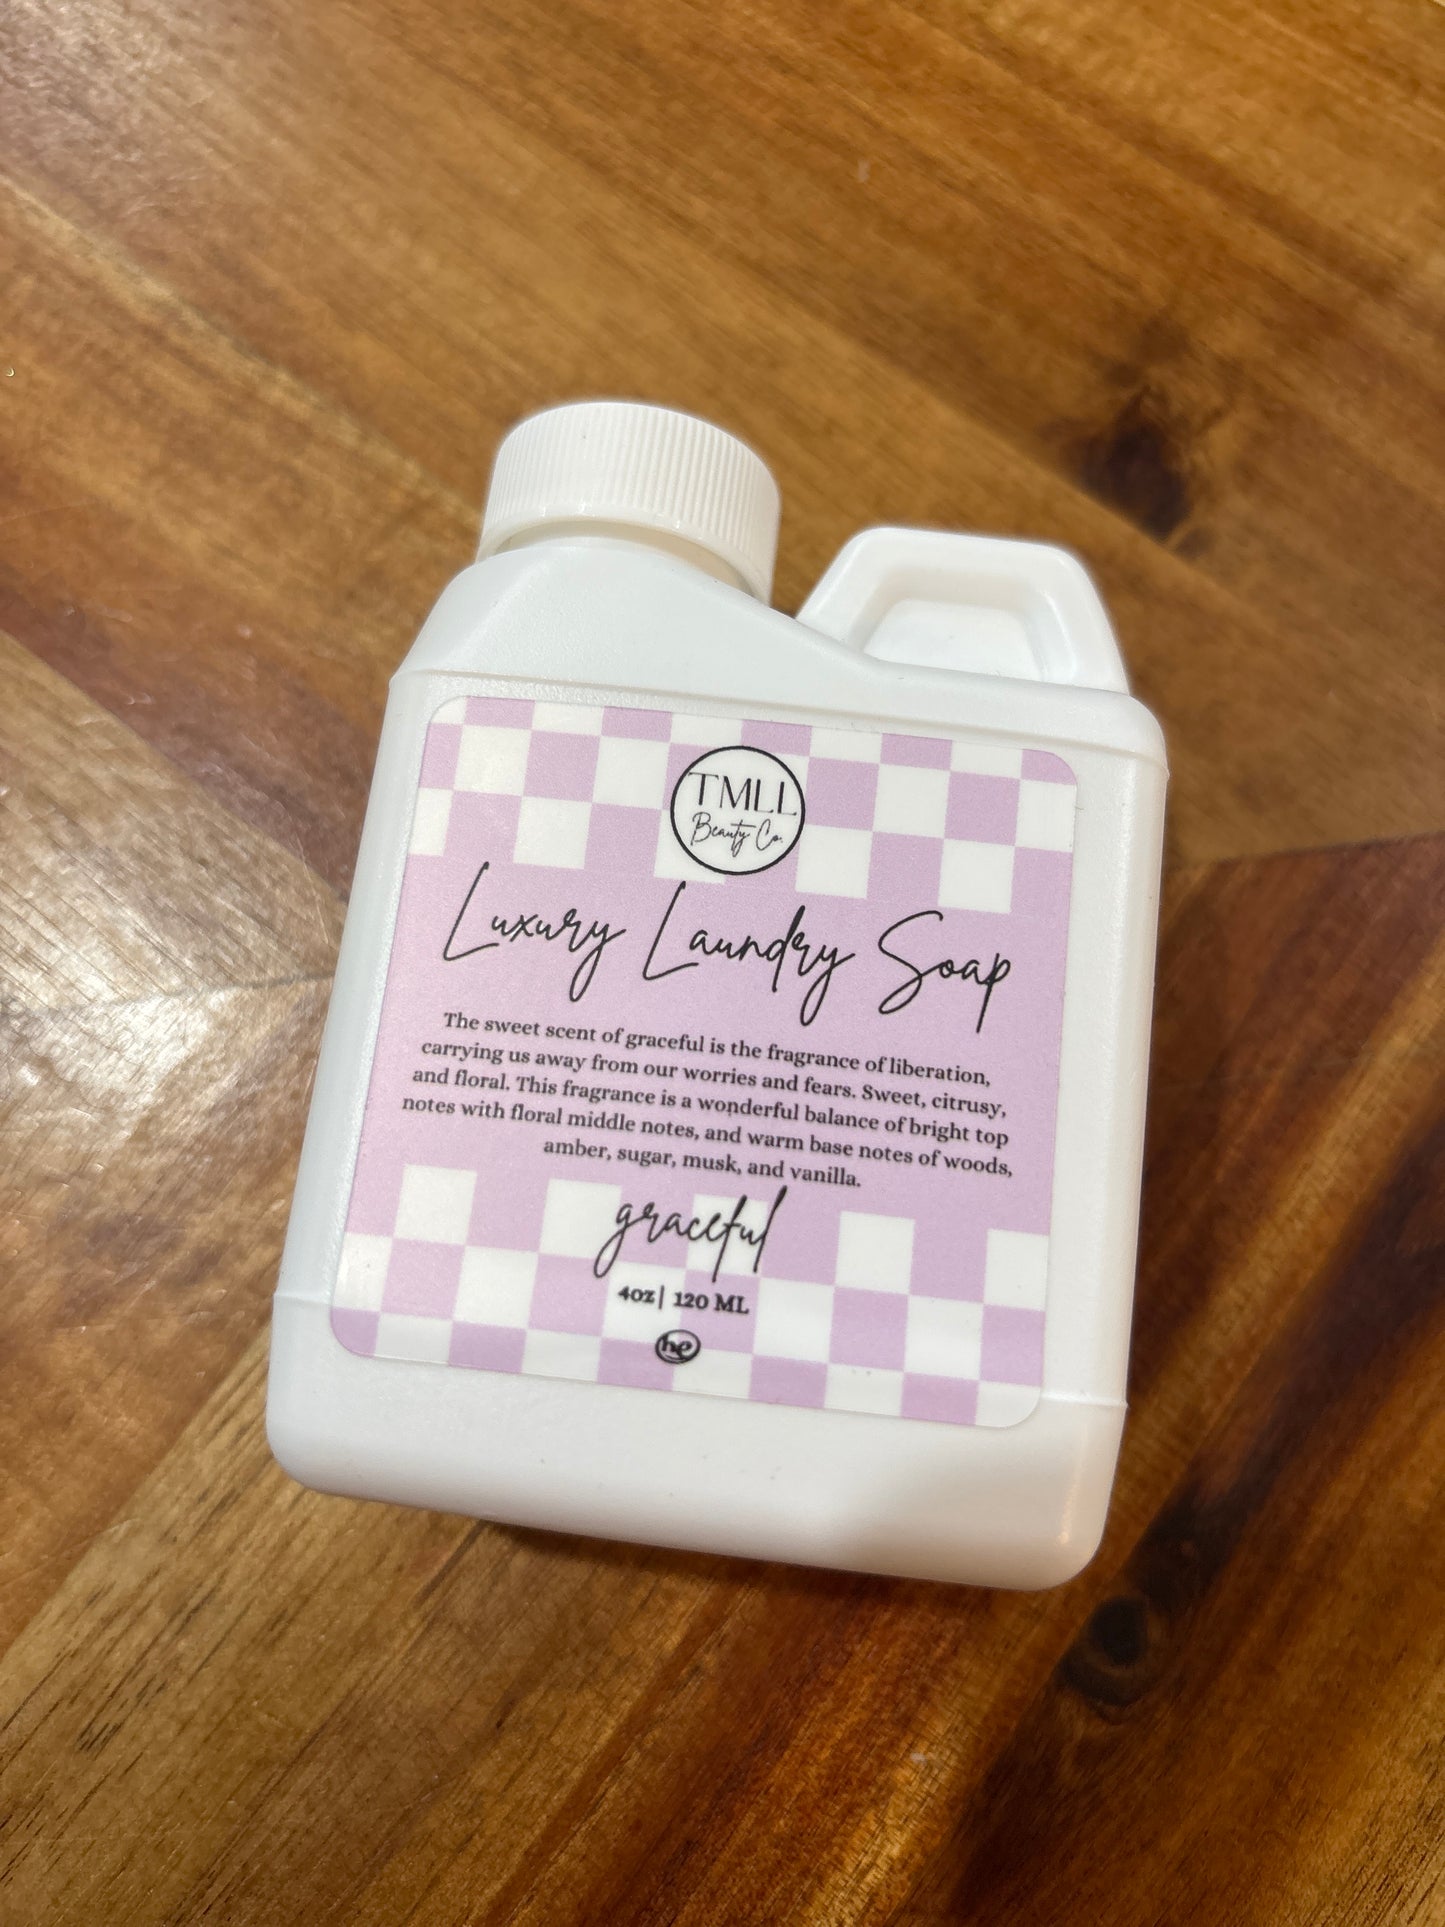 TMLL
Beauty Co.
Luxury Laundry Soap
The sweet scent of graceful is the fragrance of liberation,
carrying us away from our worries and fears. Sweet, citrusy,
and floral. This fragrance is a wonderful balance of bright top
notes with floral middle notes, and warm base notes of woods,
amber, sugar, musk, and vanilla.
graceful
4oz| 120 ML
he